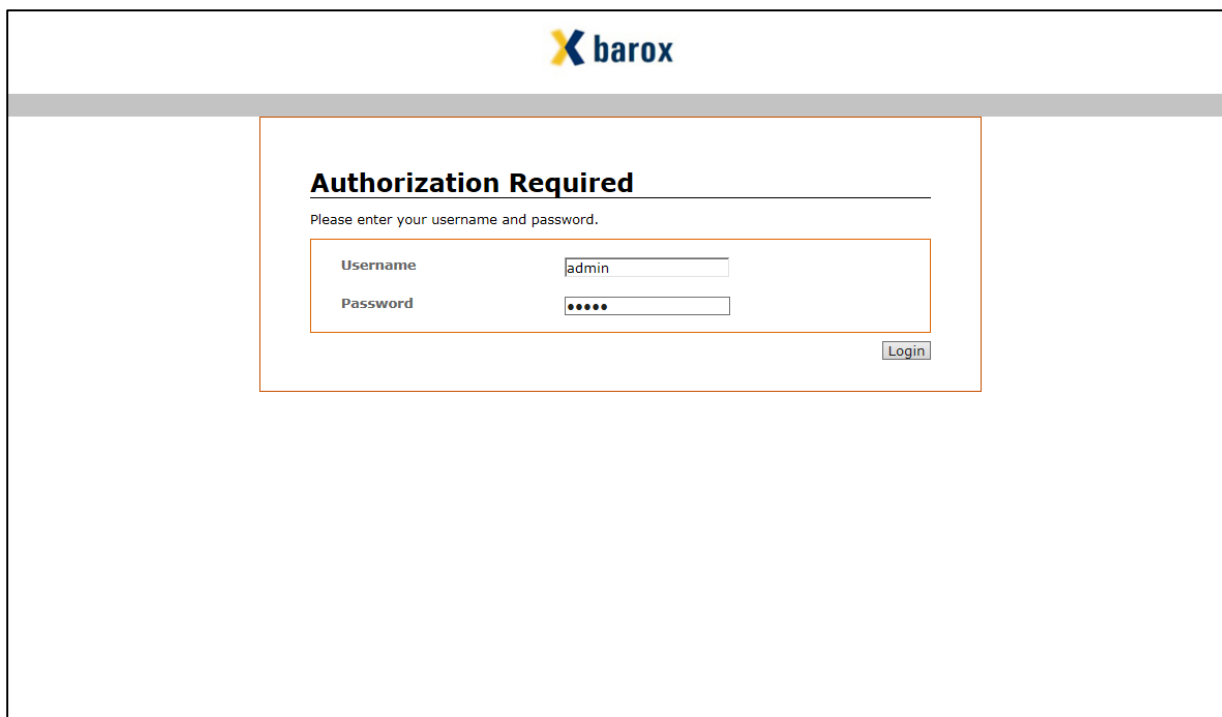 barox
Authorization Required
Please enter your username and password.
Username admin
Password •••••
Login